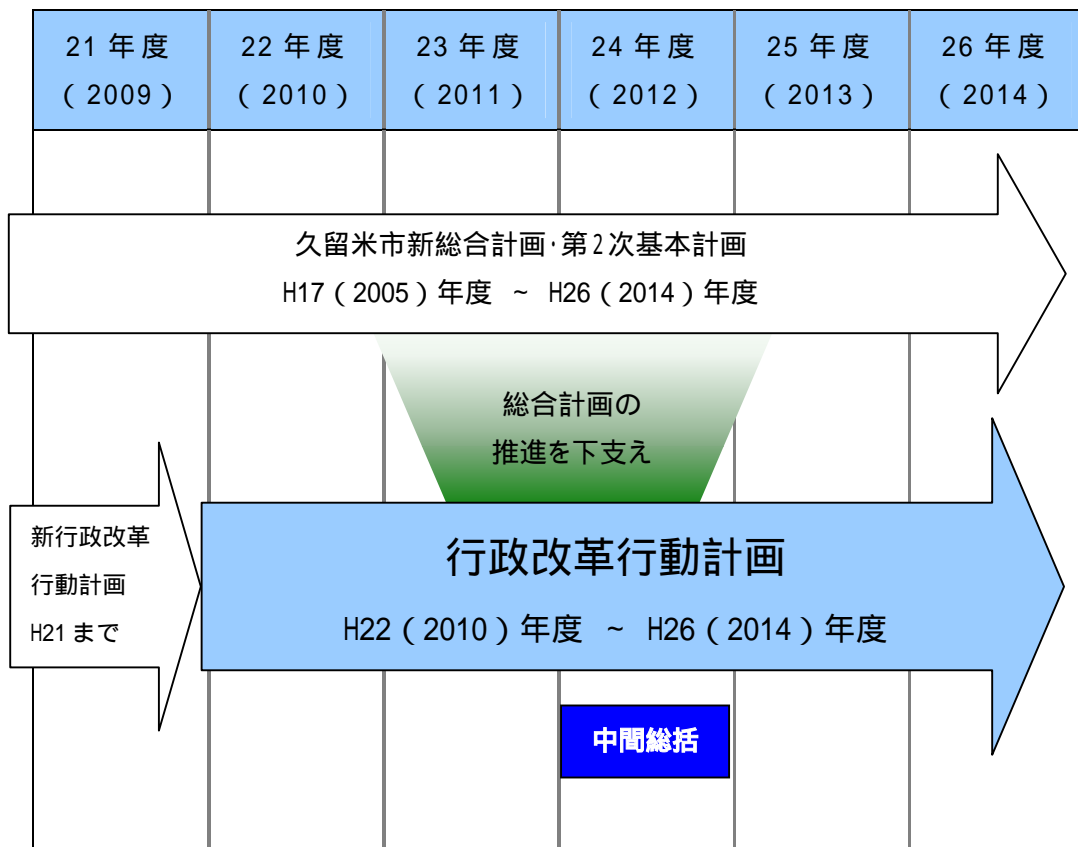 21 年度 22 年度 23 年度 24 年度 25 年度 26 年度
（2009） （2010） （2011） （2012） （2013） （2014）
久留米市新総合計画・第2次基本計画
H17（2005）年度 ~ H26（2014）年度
総合計画の
推進を下支え
新行政改革
行動計画
H21 まで
行政改革行動計画
H22（2010）年度 ~ H26（2014）年度
中間総括